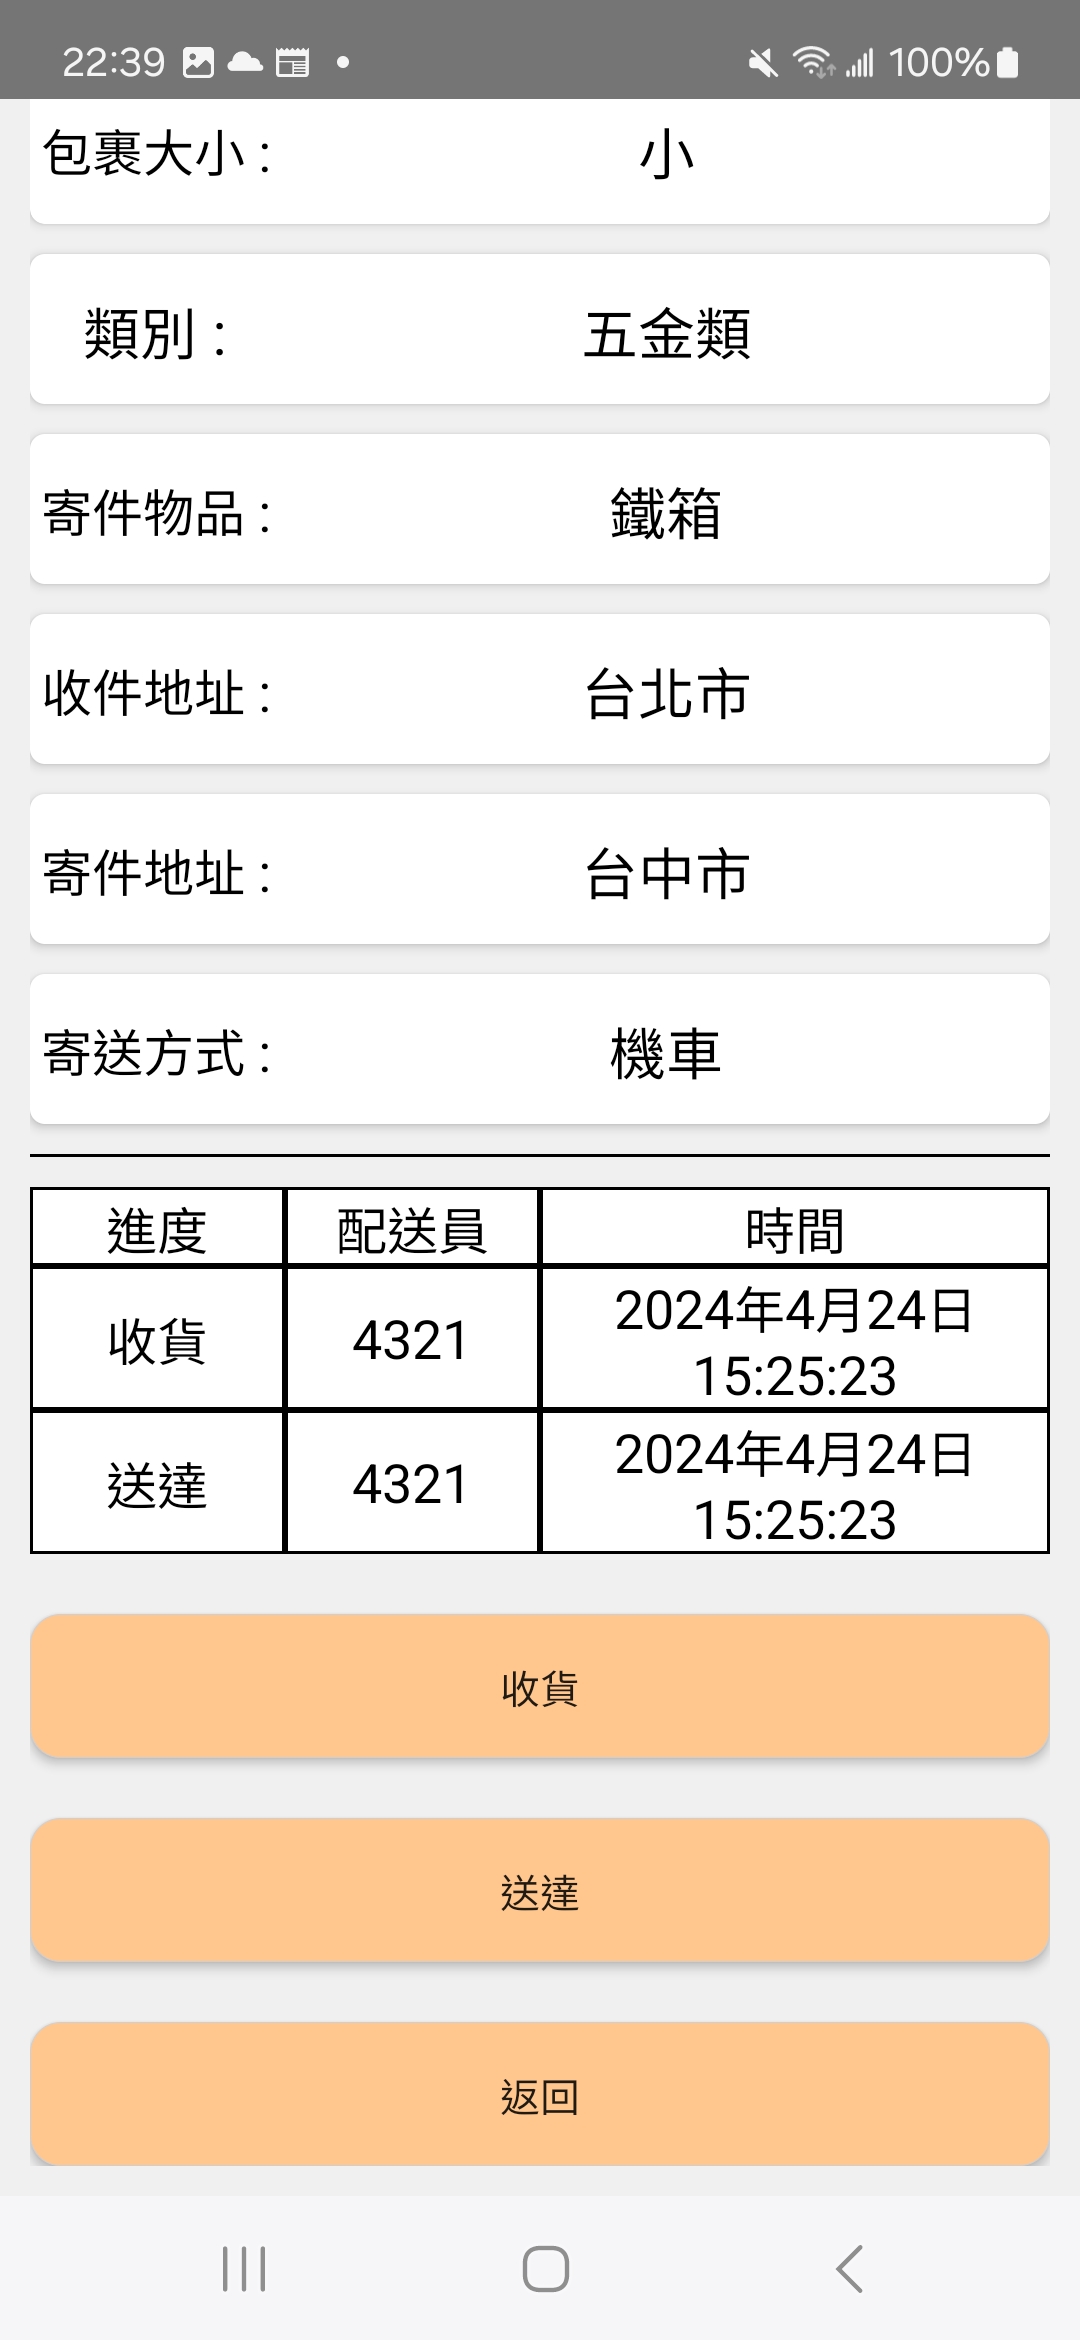 22:39 100%
包裹大小 : 小
類別 : 五金類
寄件物品 : 鐵箱
收件地址 : 台北市
寄件地址 : 台中市
寄送方式 : 機車
進度 配送員 時間
收貨 4321 2024年4月24日
15:25:23
送達 4321 2024年4月24日
15:25:23
收貨
送達
返回